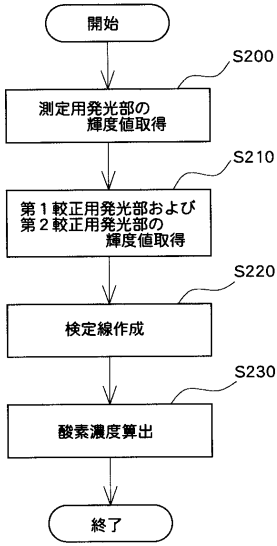 開始
S200
測定用発光部の
輝度値取得
S210
第1較正用発光部および
第2較正用発光部の
輝度値取得
S220
検定線作成
S230
酸素濃度算出
終了